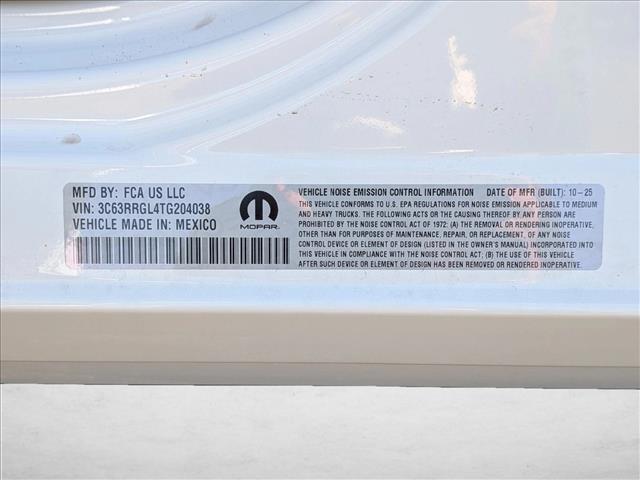 MFD BY: FCA US LLC
VIN: 3C63RRGL4TG204038
VEHICLE MADE IN: MEXICO
MOPAR
VEHICLE NOISE EMISSION CONTROL INFORMATION DATE OF MFR (BUILT): 10-25
THIS VEHICLE CONFORMS TO U.S. EPA REGULATIONS FOR NOISE EMISSION APPLICABLE TO MEDIUM
AND HEAVY TRUCKS. THE FOLLOWING ACTS OR THE CAUSING THEREOF BY ANY PERSON
ARE PROHIBITED BY THE NOISE CONTROL ACT OF 1972: (A) THE REMOVAL OR RENDERING INOPERATIVE,
OTHER THAN FOR PURPOSES OF MAINTENANCE, REPAIR, OR REPLACEMENT, OF ANY NOISE
CONTROL DEVICE OR ELEMENT OF DESIGN (LISTED IN THE OWNER'S MANUAL) INCORPORATED INTO
THIS VEHICLE IN COMPLIANCE WITH THE NOISE CONTROL ACT; (B) THE USE OF THIS VEHICLE
AFTER SUCH DEVICE OR ELEMENT OF DESIGN HAS BEEN REMOVED OR RENDERED INOPERATIVE.